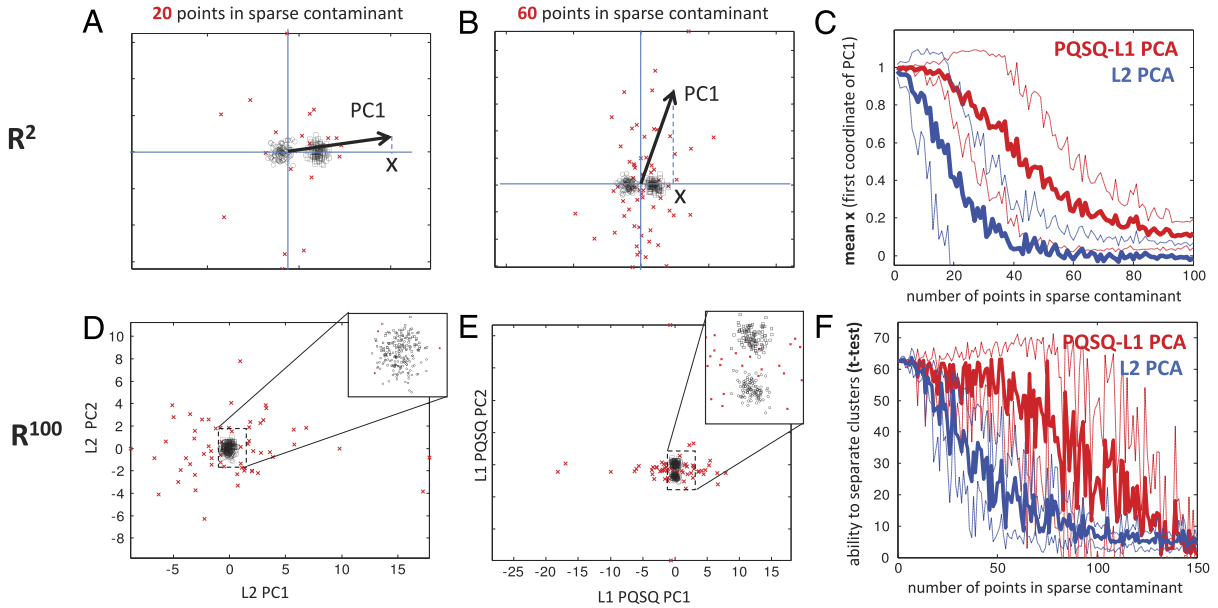 A
20 points in sparse contaminant
B
60 points in sparse contaminant
C
R²
PC1
x
PC1
x
PQSQ-L1 PCA
L2 PCA
mean x (first coordinate of PC1)
1
0.8
0.6
0.4
0.2
0
0 20 40 60 80 100
number of points in sparse contaminant
D
E
F
R¹⁰⁰
L2 PC2
10
8
6
4
2
0
-2
-4
-6
-8
-5 0 5 10 15
L2 PC1
L1 PQSQ PC2
-25 -20 -15 -10 -5 0 5 10 15
L1 PQSQ PC1
PQSQ-L1 PCA
L2 PCA
ability to separate clusters (t-test)
70
60
50
40
30
20
10
0
0 50 100 150
number of points in sparse contaminant